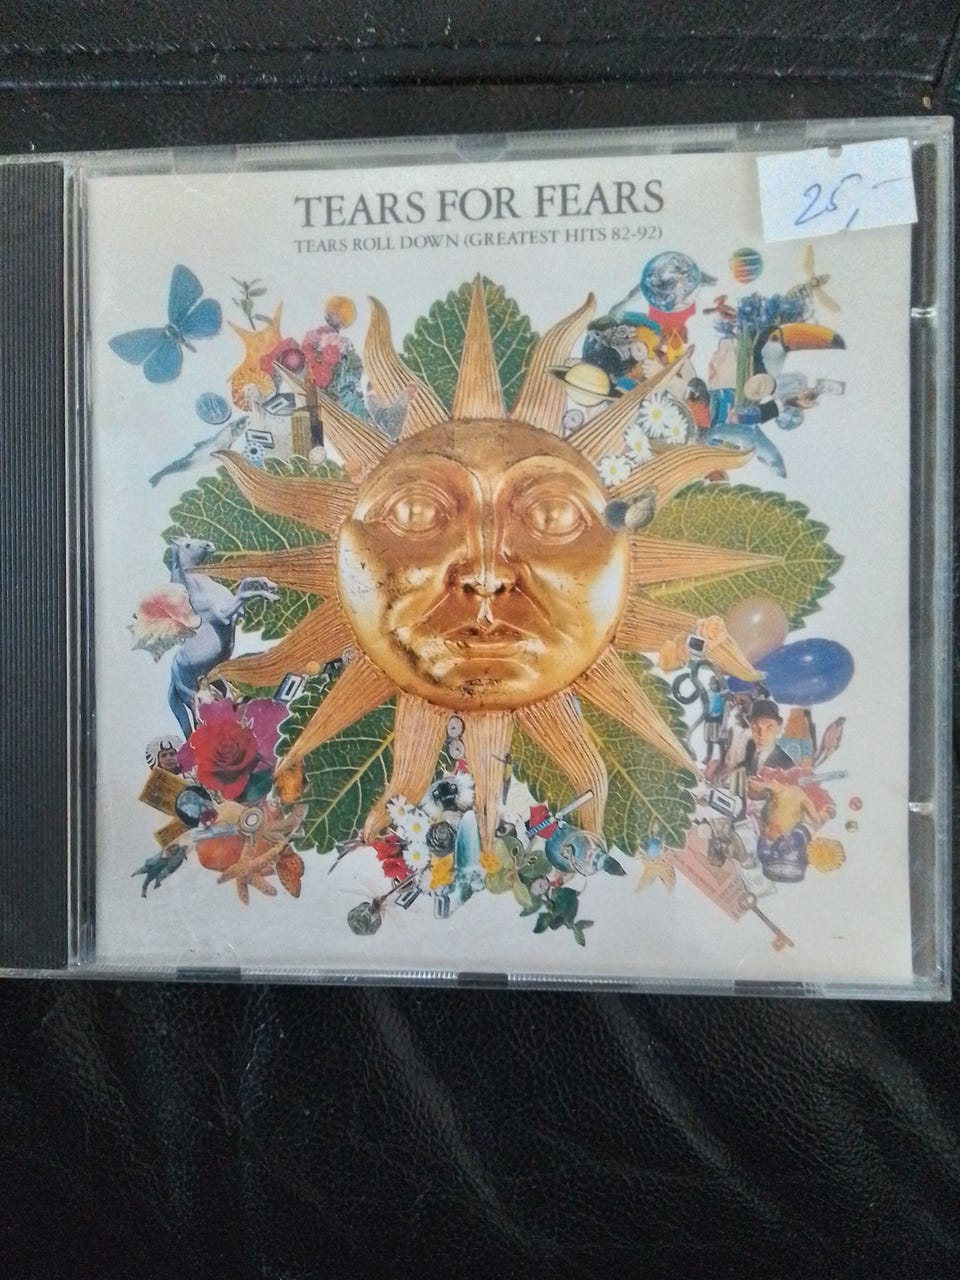 TEARS FOR FEARS
TEARS ROLL DOWN (GREATEST HITS 82-92)
25,-